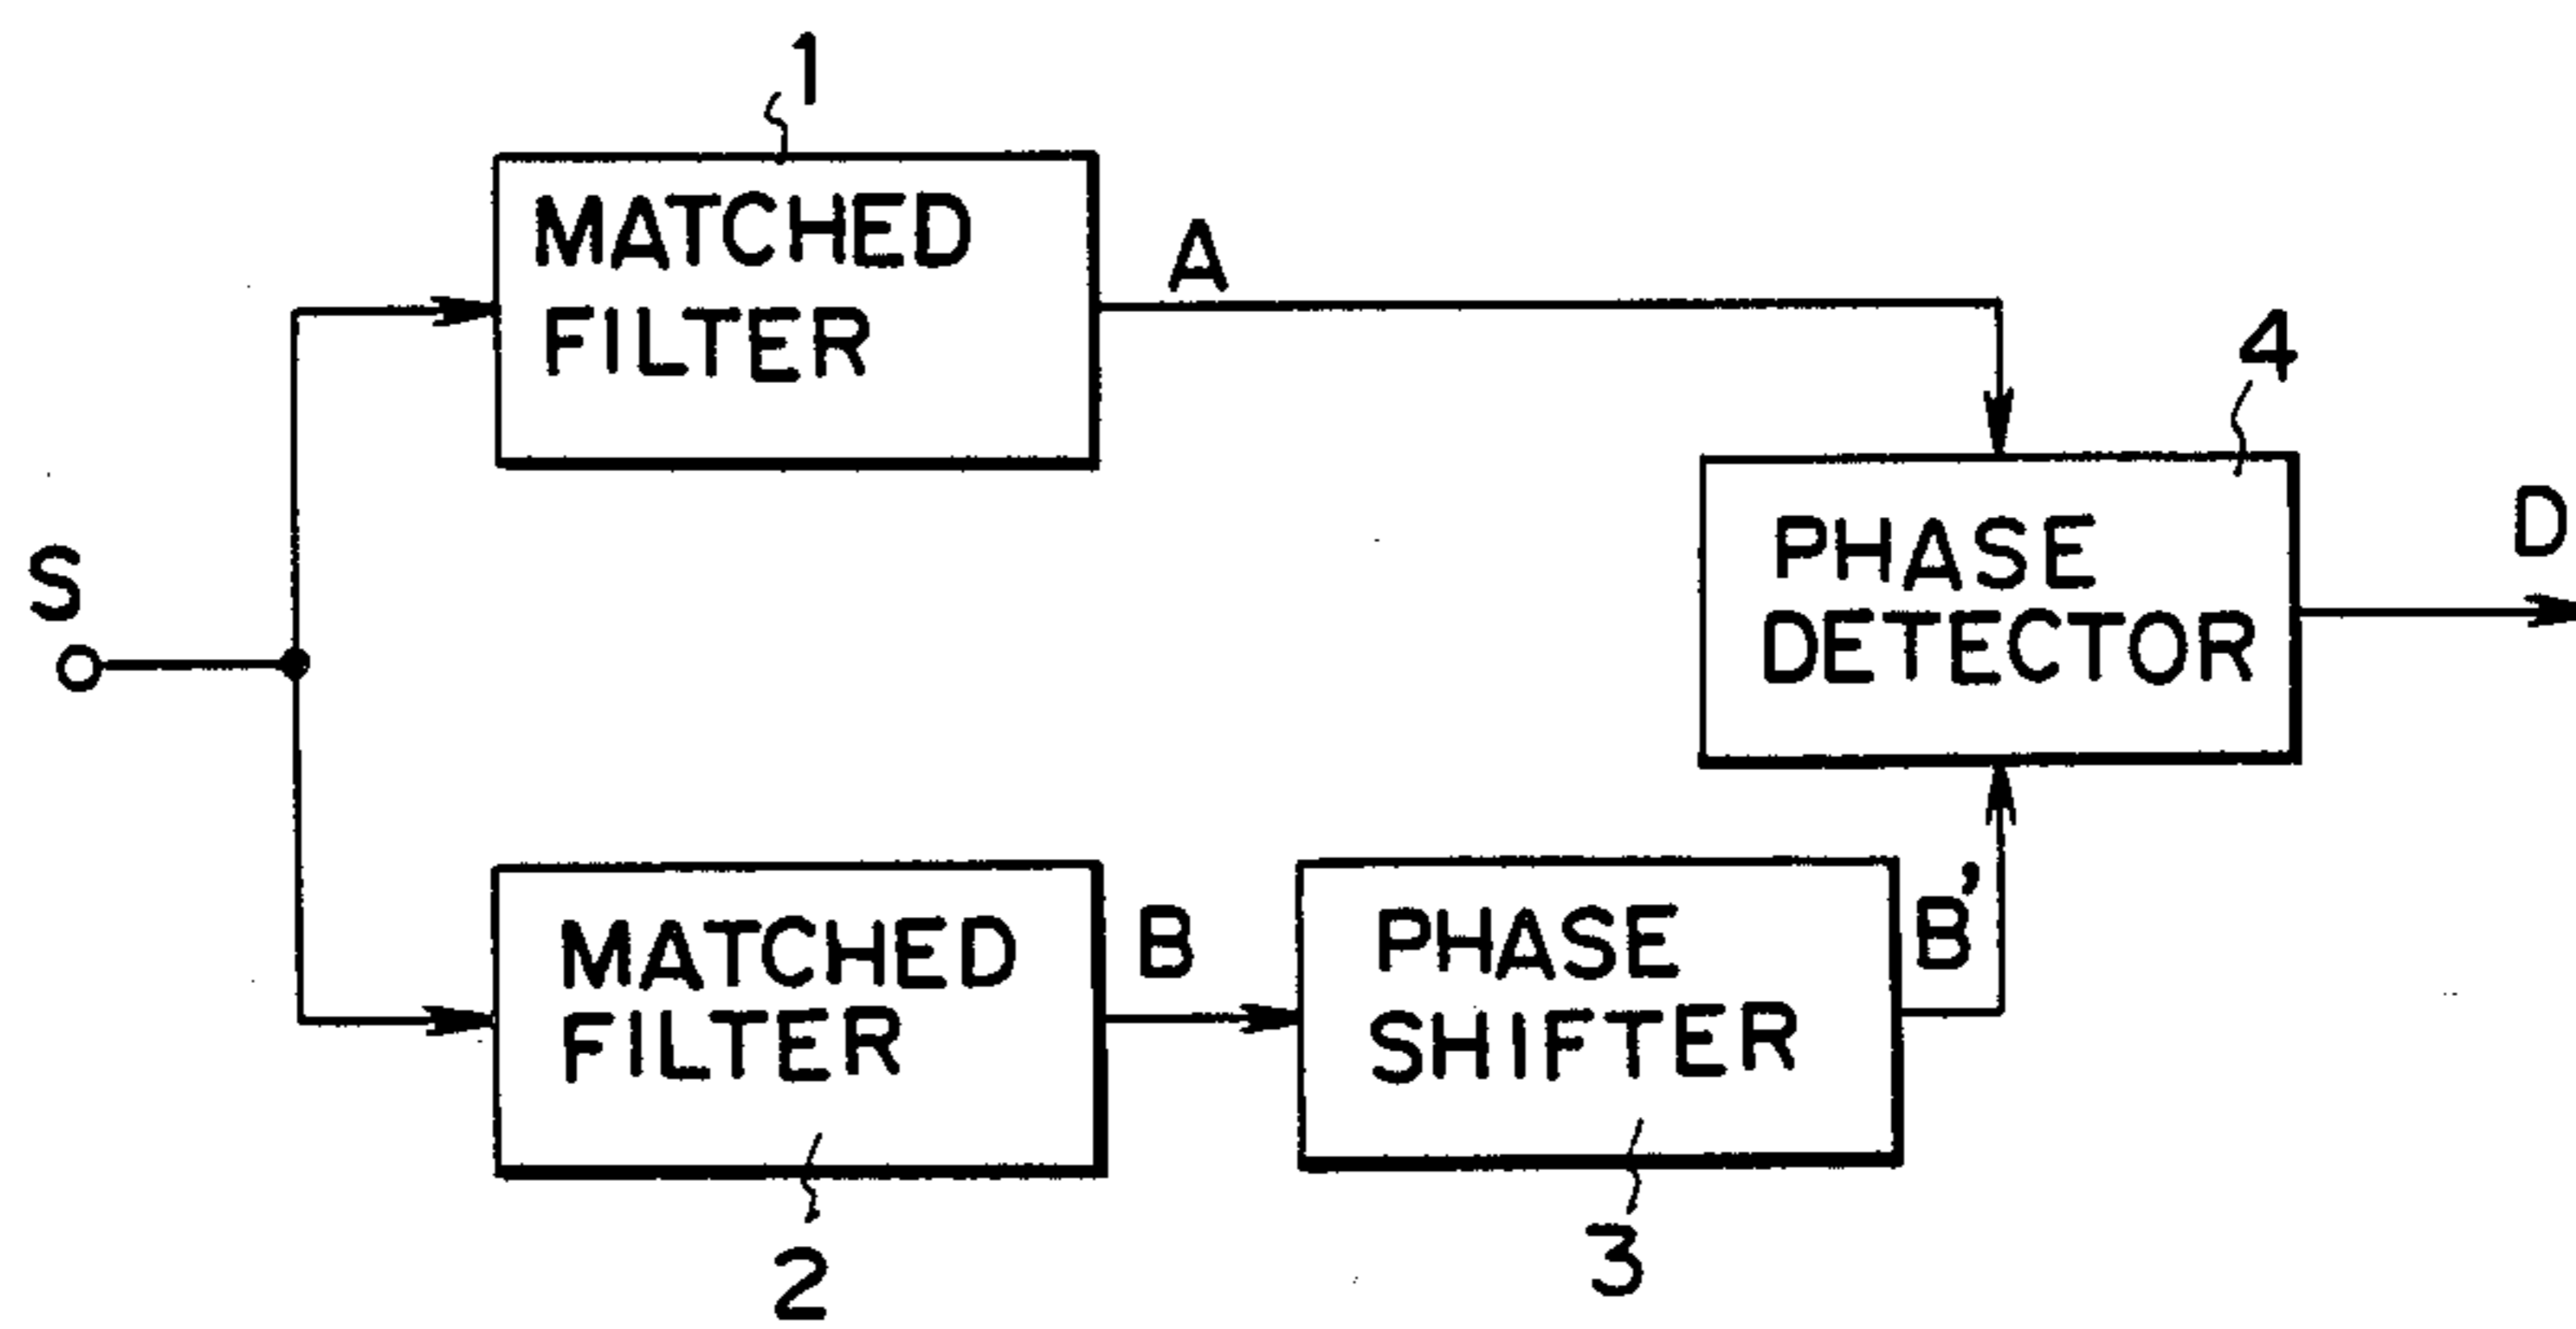 1
MATCHED
FILTER
A
4
S
PHASE
DETECTOR
D
MATCHED
FILTER
B
PHASE
SHIFTER
B'
2
3